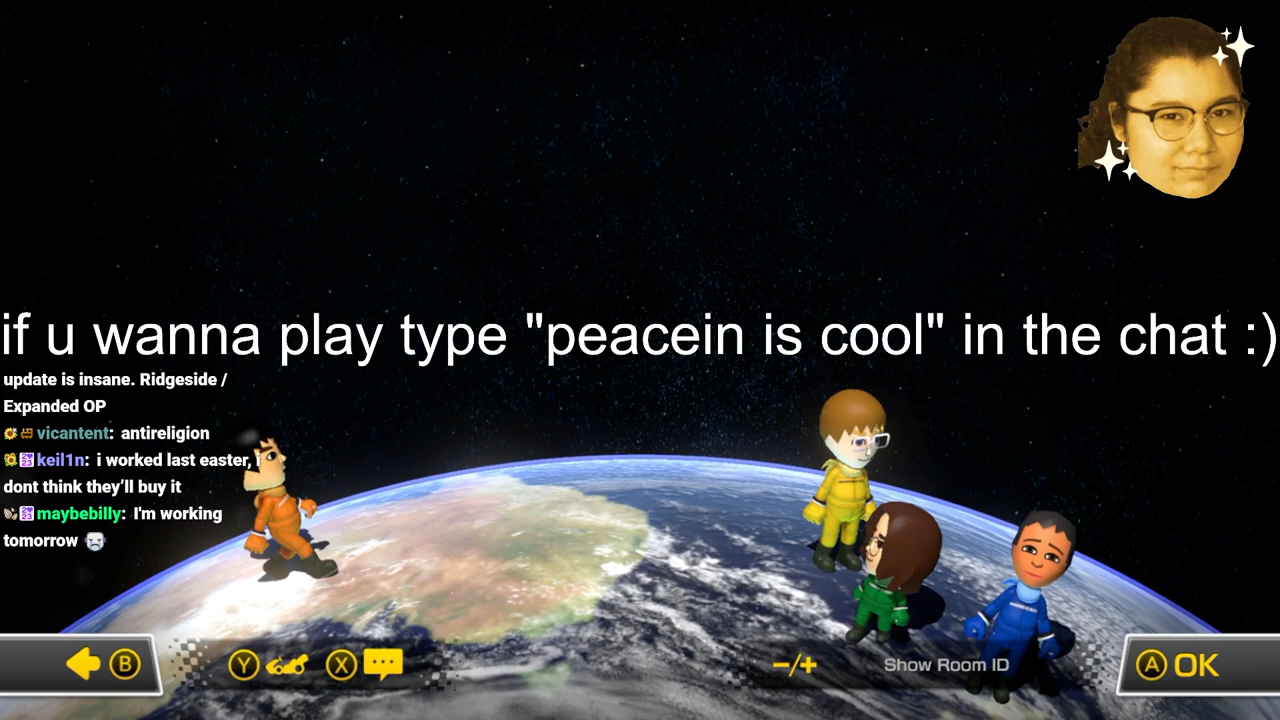 if u wanna play type "peacein is cool" in the chat :)
update is insane. Ridgeside /
Expanded OP
vicantent: antireligion
keil1n: i worked last easter, i
dont think they'll buy it
maybebilly: I'm working
tomorrow
B
Y
X
−/+
Show Room ID
A OK